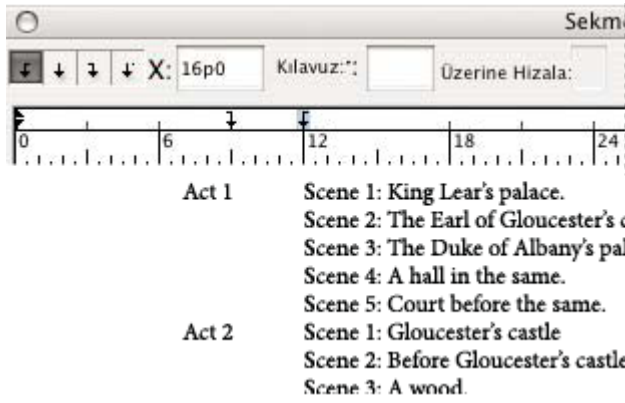 Sekm
X: 16p0 Kılavuz: Üzerine Hizala:
0 6 12 18 24
Act 1 Scene 1: King Lear's palace.
Scene 2: The Earl of Gloucester's
Scene 3: The Duke of Albany's pal
Scene 4: A hall in the same.
Scene 5: Court before the same.
Act 2 Scene 1: Gloucester's castle
Scene 2: Before Gloucester's castle
Scene 3: A wood.